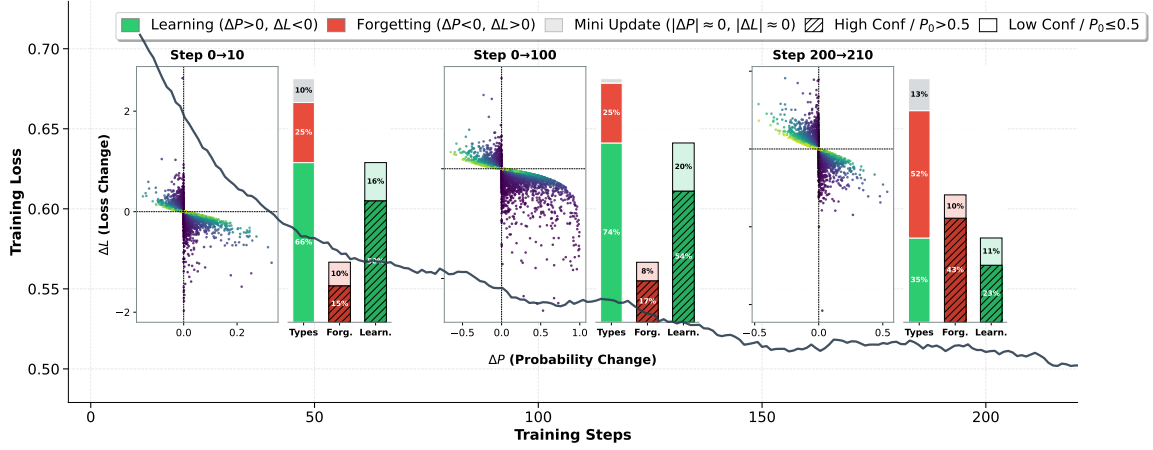 Learning (ΔP>0, ΔL<0)
Forgetting (ΔP<0, ΔL>0)
Mini Update (|ΔP| ≈ 0, |ΔL| ≈ 0)
High Conf / P₀>0.5
Low Conf / P₀≤0.5
Training Loss
0.70
0.65
0.60
0.55
0.50
ΔL (Loss Change)
Step 0→10
2
0
−2
0.0
0.2
10%
25%
66%
10%
15%
16%
Types
Forg.
Learn.
Step 0→100
−0.5
0.0
0.5
1.0
25%
74%
8%
17%
20%
54%
Types
Forg.
Learn.
Step 200→210
−0.5
0.0
0.5
13%
52%
35%
10%
43%
11%
23%
Types
Forg.
Learn.
ΔP (Probability Change)
0
50
100
150
200
Training Steps